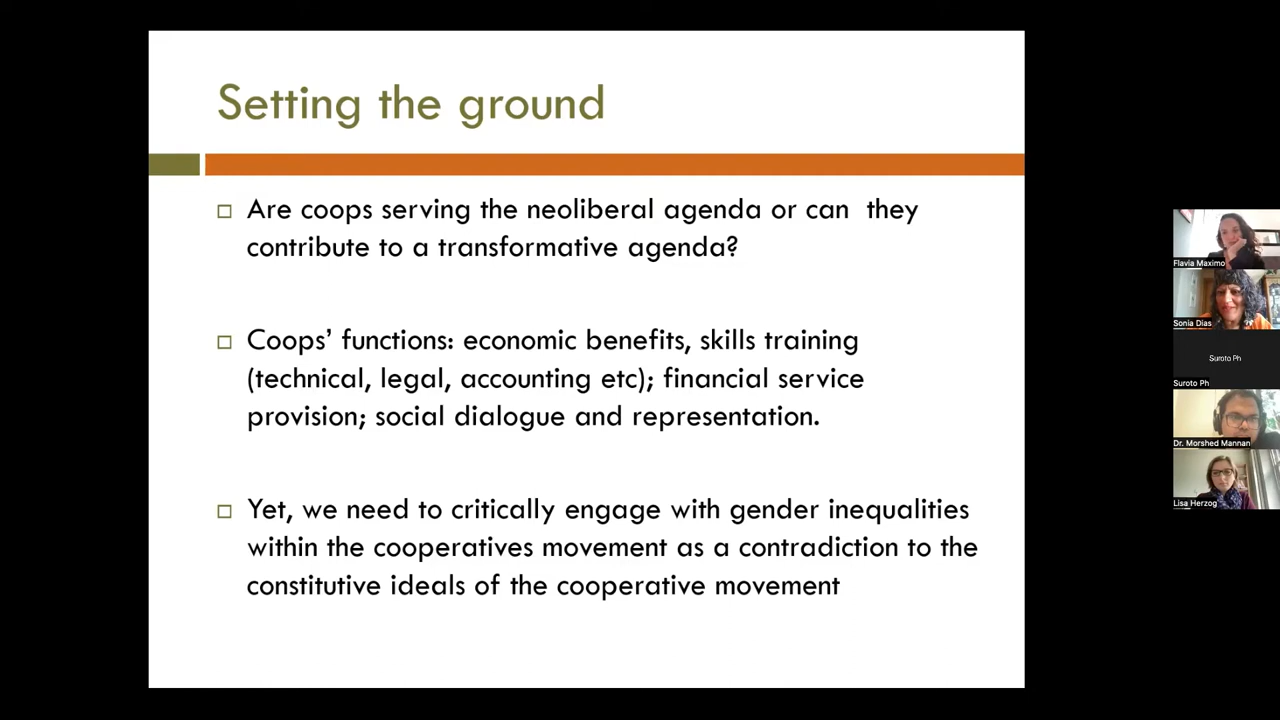 Setting the ground
Are coops serving the neoliberal agenda or can they
contribute to a transformative agenda?
Coops' functions: economic benefits, skills training
(technical, legal, accounting etc); financial service
provision; social dialogue and representation.
Yet, we need to critically engage with gender inequalities
within the cooperatives movement as a contradiction to the
constitutive ideals of the cooperative movement
Flavia Maximo
Sonia Dias
Suroto Ph
Suroto Ph
Dr. Morshed Mannan
Lisa Herzog